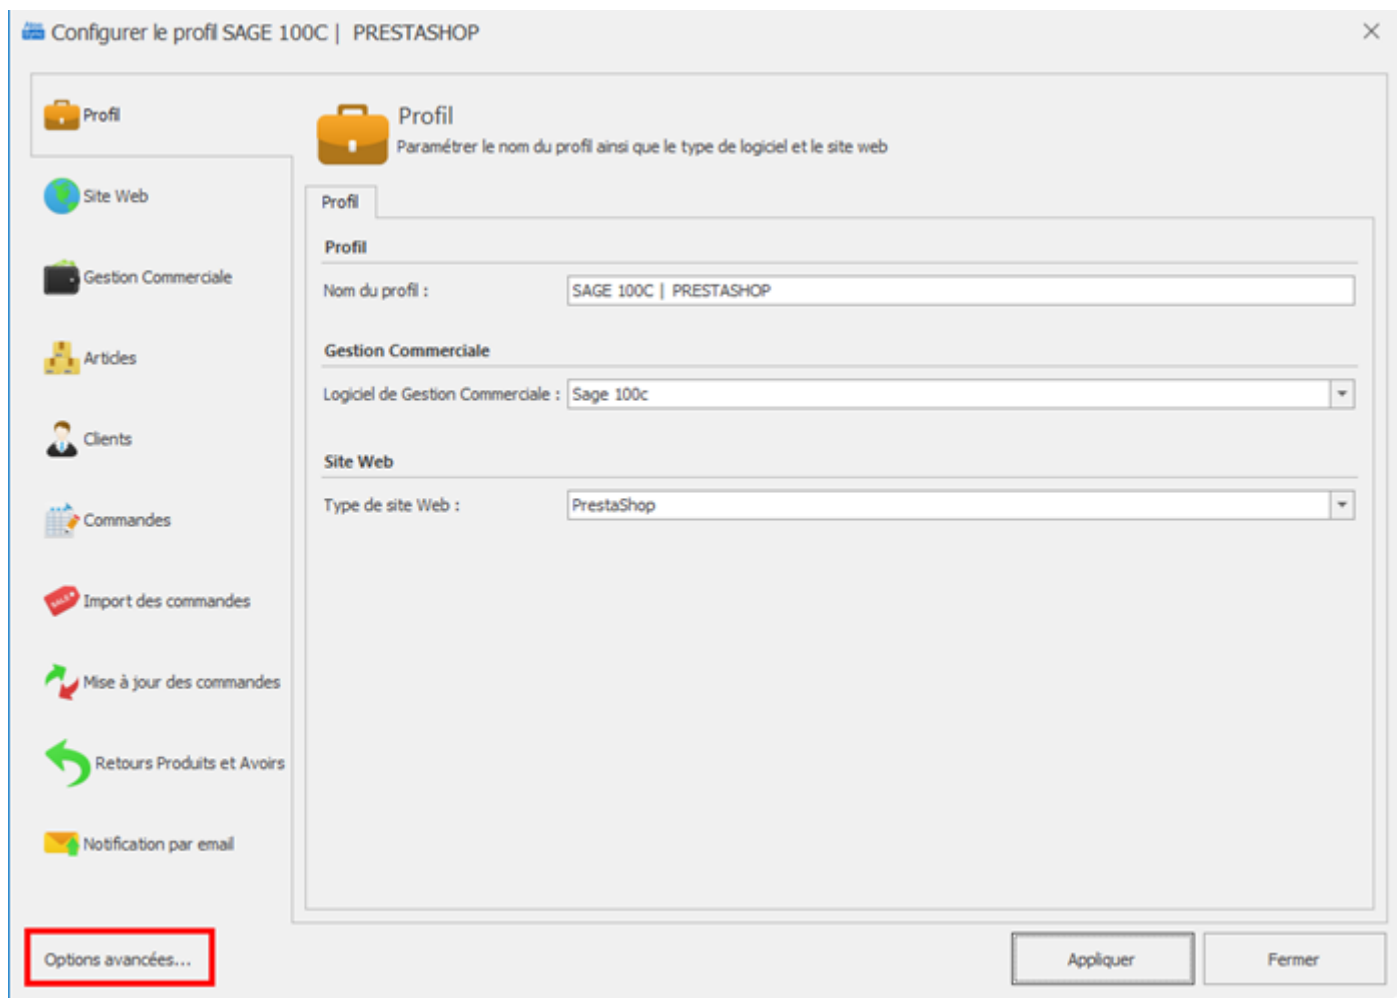 Configurer le profil SAGE 100C | PRESTASHOP
Profil
Site Web
Gestion Commerciale
Articles
Clients
Commandes
Import des commandes
Mise à jour des commandes
Retours Produits et Avoirs
Notification par email
Options avancées...
Profil
Paramétrer le nom du profil ainsi que le type de logiciel et le site web
Profil
Profil
Nom du profil : SAGE 100C | PRESTASHOP
Gestion Commerciale
Logiciel de Gestion Commerciale : Sage 100c
Site Web
Type de site Web : PrestaShop
Appliquer
Fermer